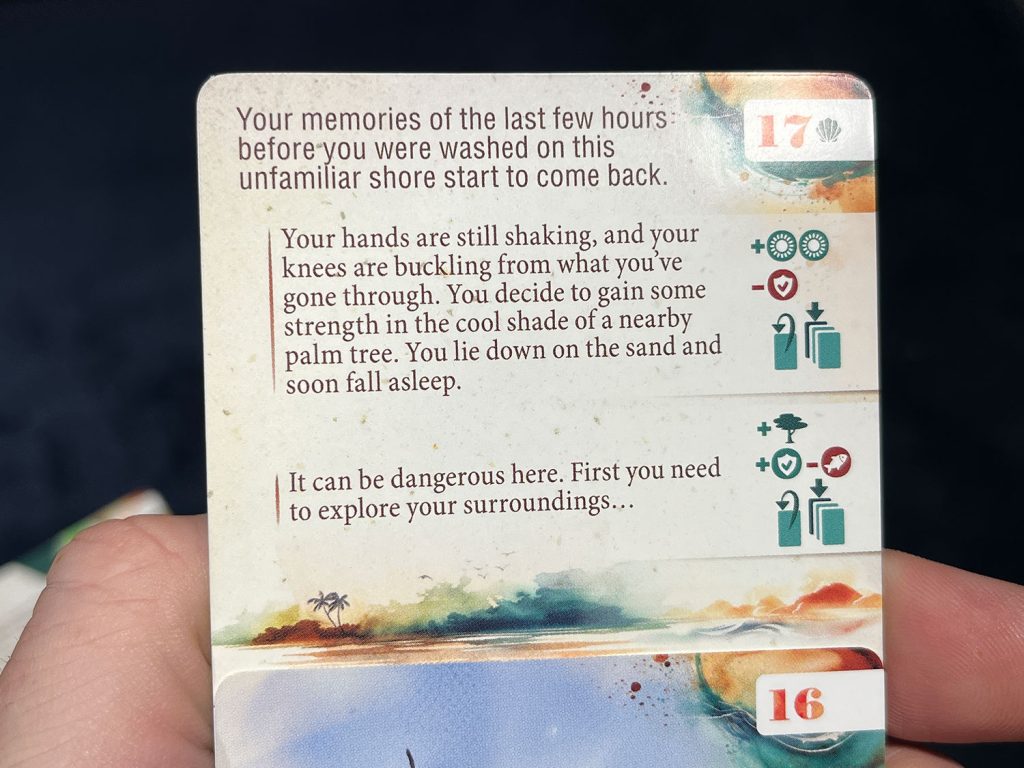 Your memories of the last few hours
before you were washed on this
unfamiliar shore start to come back.
17
Your hands are still shaking, and your
knees are buckling from what you've
gone through. You decide to gain some
strength in the cool shade of a nearby
palm tree. You lie down on the sand and
soon fall asleep.
+
-
It can be dangerous here. First you need
to explore your surroundings...
+
+ -
16